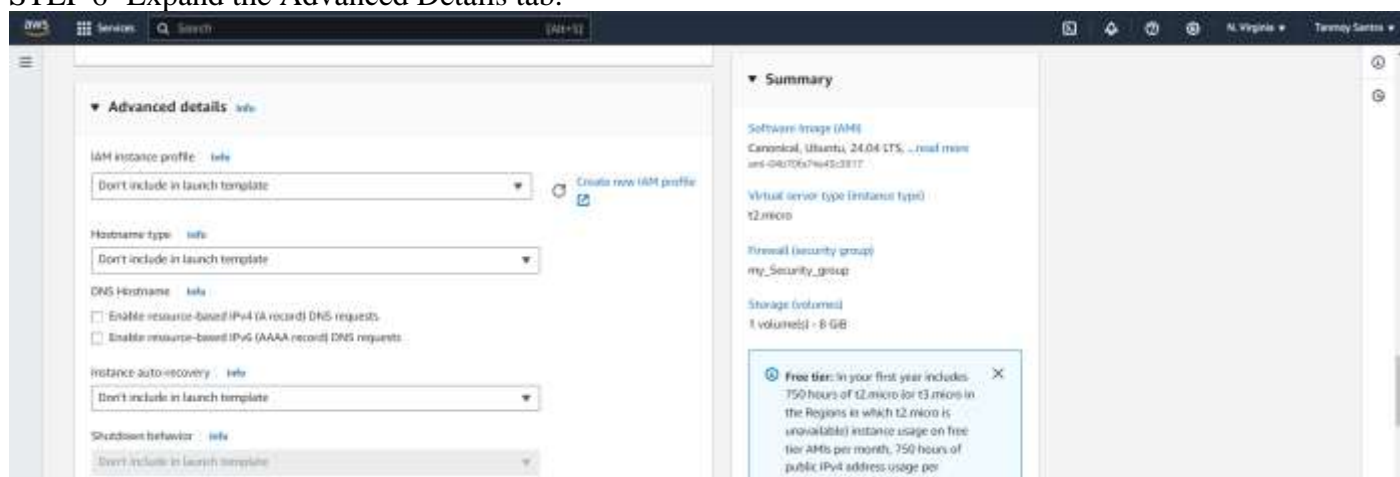 STEP 6- Expand the Advanced Details tab.
aws
Services
Search
[Alt+S]
N. Virginia
Tanmoy Santra
Advanced details Info
IAM instance profile Info
Don't include in launch template
Create new IAM profile
Hostname type Info
Don't include in launch template
DNS Hostname Info
Enable resource-based IPv4 (A record) DNS requests
Enable resource-based IPv6 (AAAA record) DNS requests
Instance auto-recovery Info
Don't include in launch template
Shutdown behavior Info
Don't include in launch template
Summary
Software Image (AMI)
Canonical, Ubuntu, 24.04 LTS, ...read more
Virtual server type (instance type)
t2.micro
Firewall (security group)
my_Security_group
Storage (volumes)
1 volume(s) - 8 GiB
Free tier: In your first year includes
750 hours of t2.micro (or t3.micro in
the Regions in which t2.micro is
unavailable) instance usage on free
tier AMIs per month, 750 hours of
public IPv4 address usage per